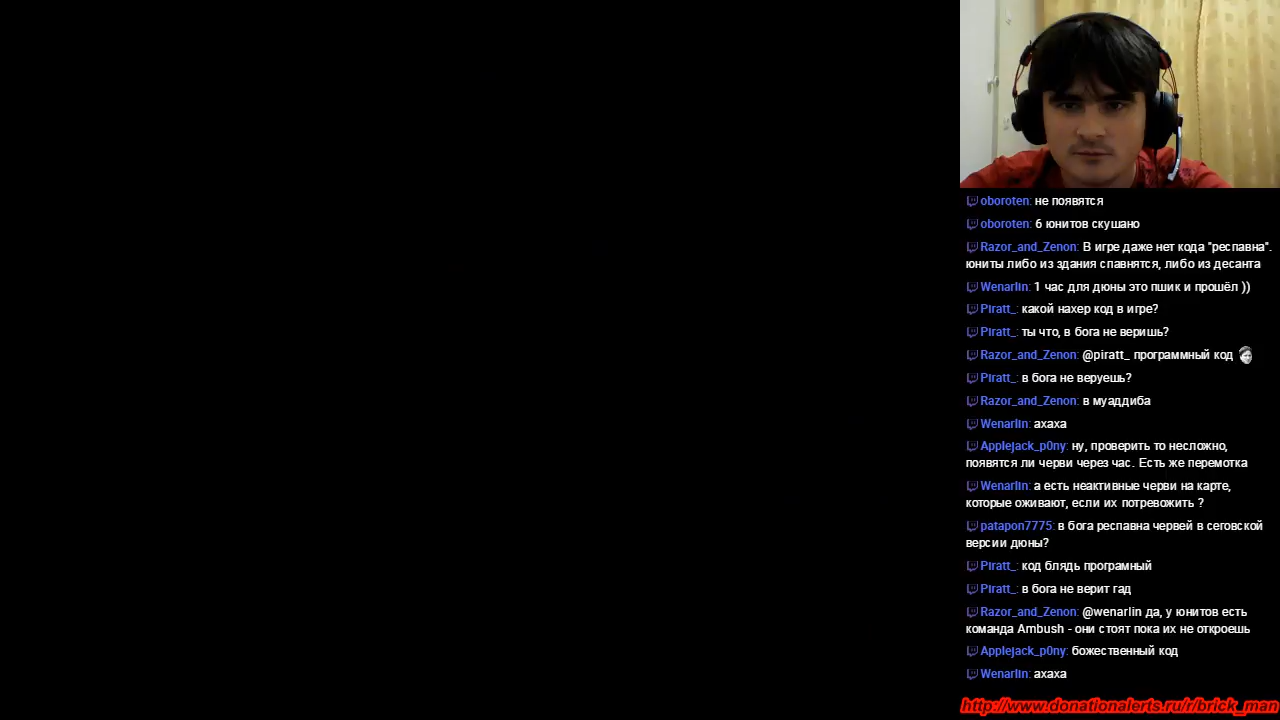 oboroten: не появятся
oboroten: 6 юнитов скушано
Razor_and_Zenon: В игре даже нет кода "респавна".
юниты либо из здания спавнятся, либо из десанта
Wenarlin: 1 час для дюны это пшик и прошёл ))
Piratt_: какой нахер код в игре?
Piratt_: ты что, в бога не веришь?
Razor_and_Zenon: @piratt_ программный код
Piratt_: в бога не веруешь?
Razor_and_Zenon: в муаддиба
Wenarlin: ахаха
Applejack_p0ny: ну, проверить то несложно,
появятся ли черви через час. Есть же перемотка
Wenarlin: а есть неактивные черви на карте,
которые оживают, если их потревожить ?
patapon7775: в бога респавна червей в сеговской
версии дюны?
Piratt_: код блядь програмный
Piratt_: в бога не верит гад
Razor_and_Zenon: @wenarlin да, у юнитов есть
команда Ambush - они стоят пока их не откроешь
Applejack_p0ny: божественный код
Wenarlin: ахаха
http://www.donationalerts.ru/r/brick_man